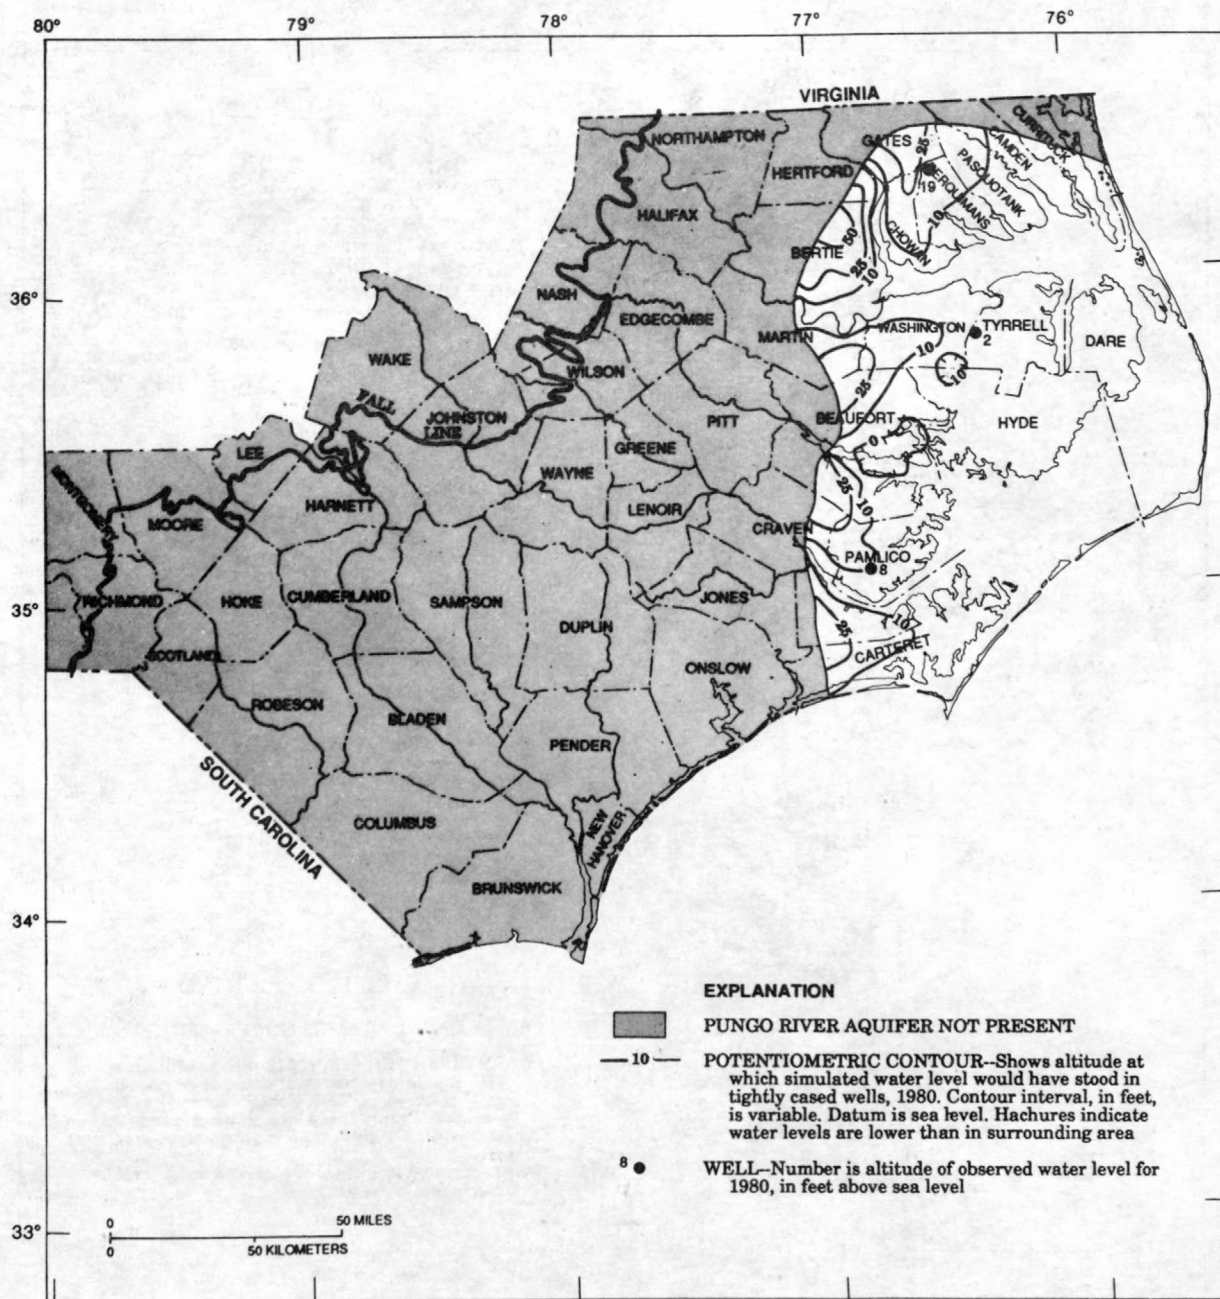 80°
79°
78°
77°
76°
VIRGINIA
NORTHAMPTON
GATES
CURRITUCK
CAMDEN
PASQUOTANK
PERQUIMANS
25
19
10
HERTFORD
HALIFAX
BERTIE
50
CHOWAN
25
10
36°
NASH
EDGECOMBE
MARTIN
WASHINGTON
TYRRELL
2
DARE
10
10
WAKE
WILSON
25
FALL
LINE
JOHNSTON
PITT
BEAUFORT
0
HYDE
LEE
GREENE
WAYNE
MONTGOMERY
MOORE
HARNETT
LENOIR
25
10
CRAVEN
PAMLICO
8
35°
RICHMOND
HOKE
CUMBERLAND
SAMPSON
JONES
DUPLIN
25
10
SCOTLAND
CARTERET
ONSLOW
ROBESON
BLADEN
PENDER
SOUTH CAROLINA
COLUMBUS
NEW
HANOVER
BRUNSWICK
34°
EXPLANATION
PUNGO RIVER AQUIFER NOT PRESENT
10 POTENTIOMETRIC CONTOUR--Shows altitude at
which simulated water level would have stood in
tightly cased wells, 1980. Contour interval, in feet,
is variable. Datum is sea level. Hachures indicate
water levels are lower than in surrounding area
8 WELL--Number is altitude of observed water level for
1980, in feet above sea level
33°
0 50 MILES
0 50 KILOMETERS